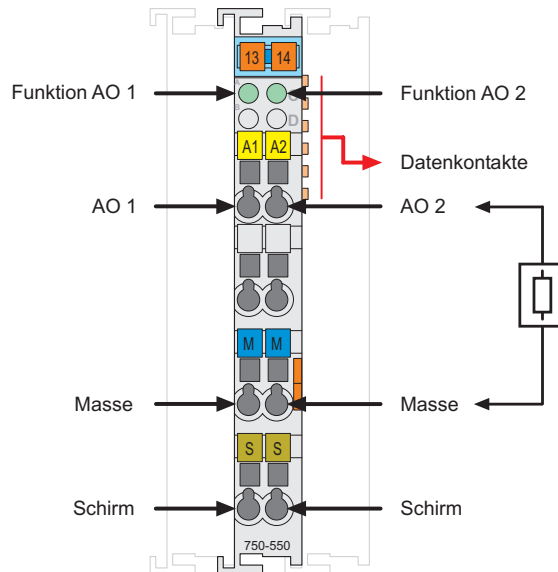 13 14
A
Funktion AO 1
Funktion AO 2
C
B
D
A1 A2
Datenkontakte
AO 1
AO 2
M M
Masse
Masse
S S
Schirm
Schirm
750-550